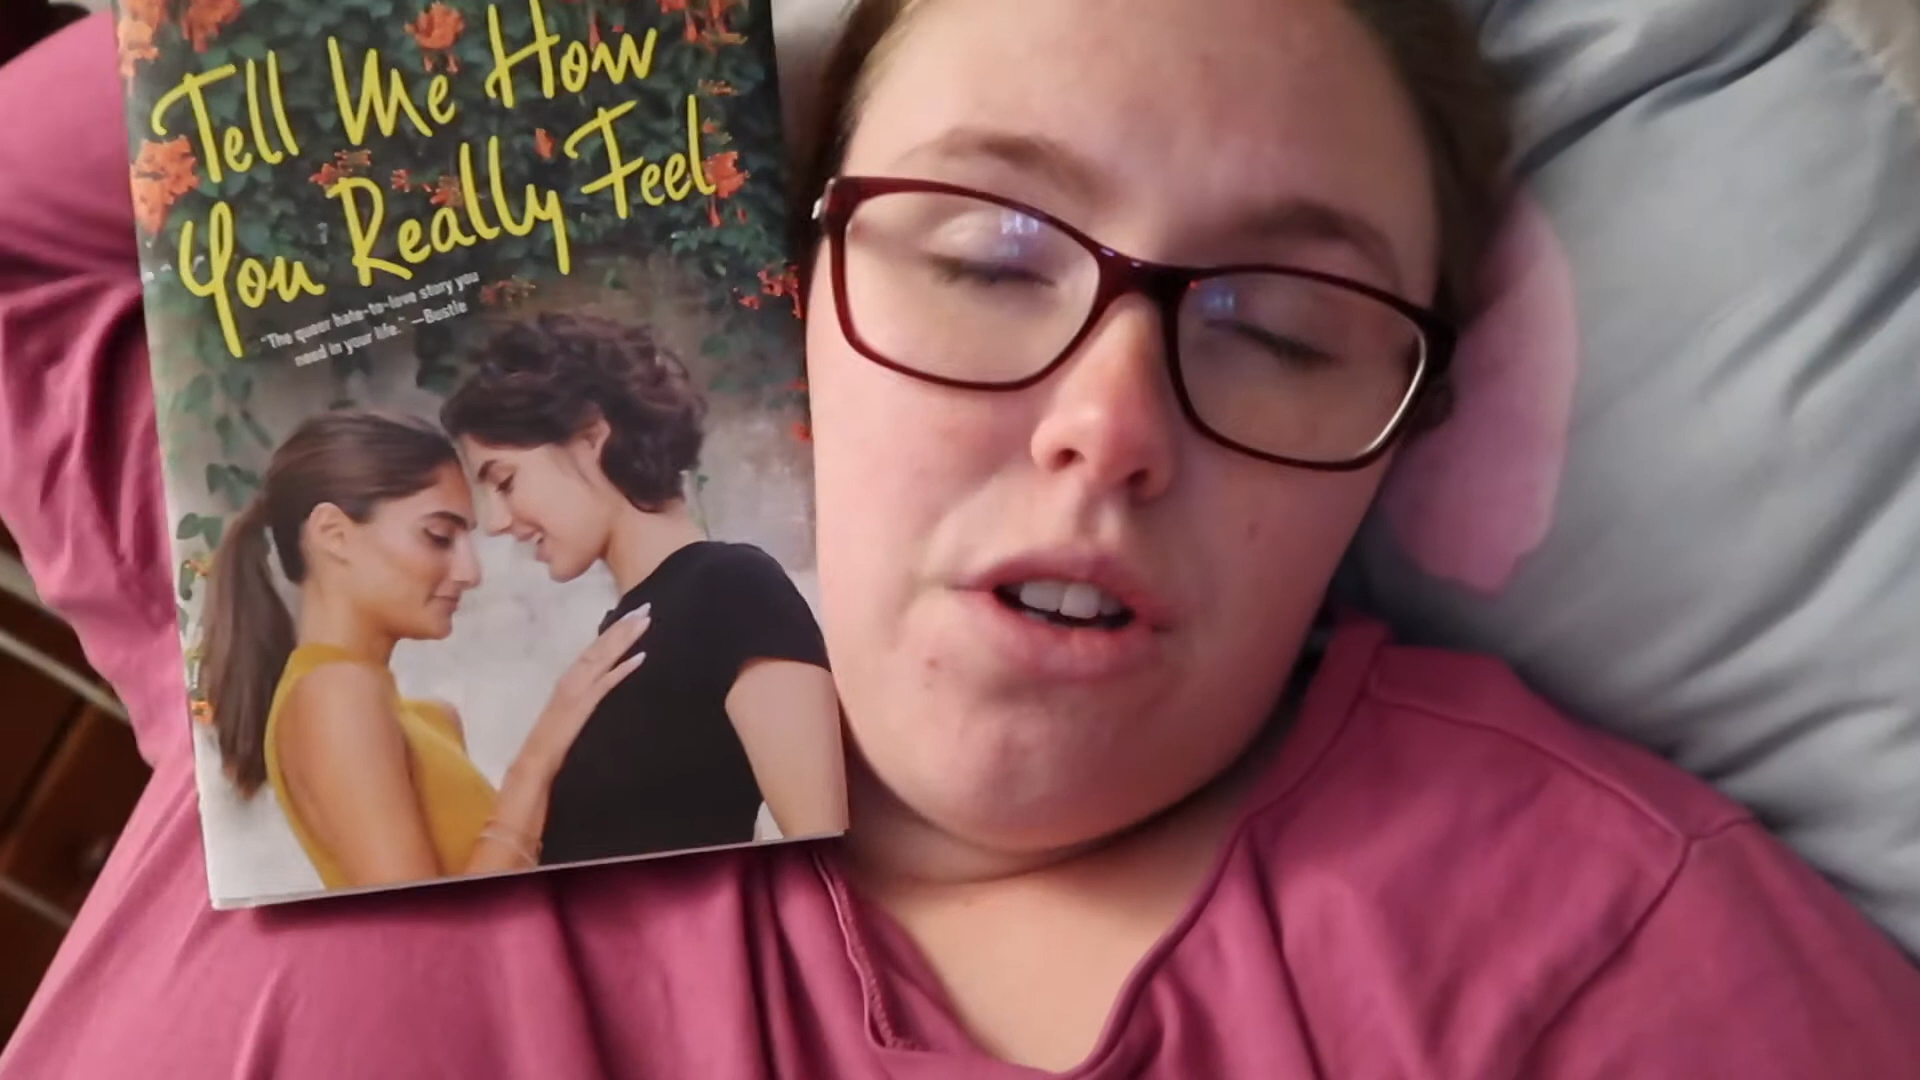 Tell Me How
You Really Feel
"The queer hate-to-love story you
need in your life." —Bustle